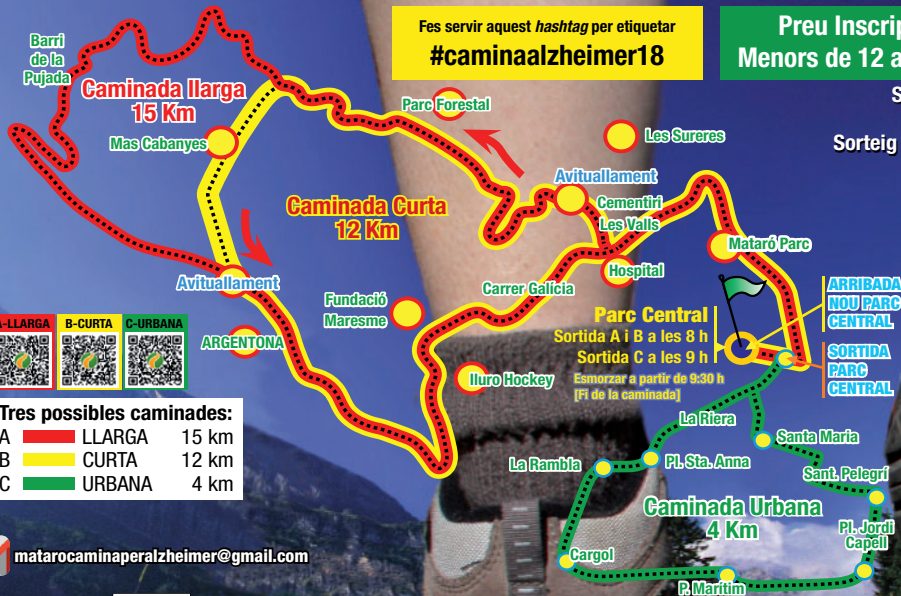 Fes servir aquest hashtag per etiquetar
#caminaalzheimer18
Preu Inscrip
Menors de 12 a
S
Sorteig
Barri
de la
Pujada
Caminada llarga
15 Km
Mas Cabanyes
Parc Forestal
Les Sureres
Avituallament
Cementiri
Les Valls
Caminada Curta
12 Km
Mataró Parc
Hospital
Carrer Galícia
Avituallament
Fundació
Maresme
ARGENTONA
Iluro Hockey
Parc Central
Sortida A i B a les 8 h
Sortida C a les 9 h
Esmorzar a partir de 9:30 h
[Fi de la caminada]
ARRIBADA
NOU PARC
CENTRAL
SORTIDA
PARC
CENTRAL
A-LLARGA
B-CURTA
C-URBANA
Tres possibles caminades:
A LLARGA 15 km
B CURTA 12 km
C URBANA 4 km
La Riera
Santa Maria
La Rambla
Pl. Sta. Anna
Sant. Pelegrí
Caminada Urbana
4 Km
Pl. Jordi
Capell
Cargol
P. Marítim
matarocaminaperalzheimer@gmail.com